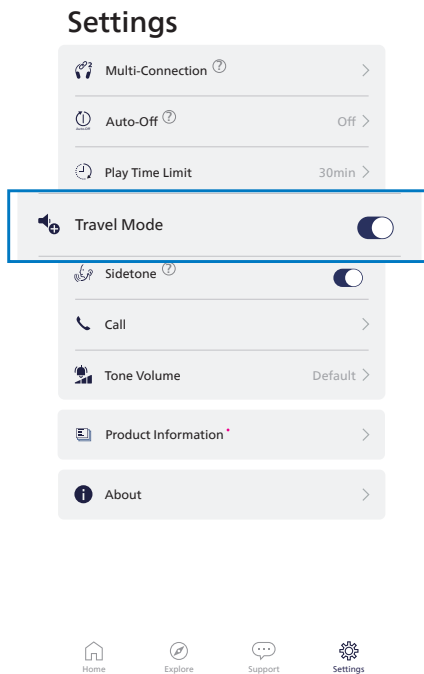 Settings
Multi-Connection ?
Auto-Off ?
Off
Play Time Limit
30min
Travel Mode
Sidetone ?
Call
Tone Volume
Default
Product Information
About
Home
Explore
Support
Settings